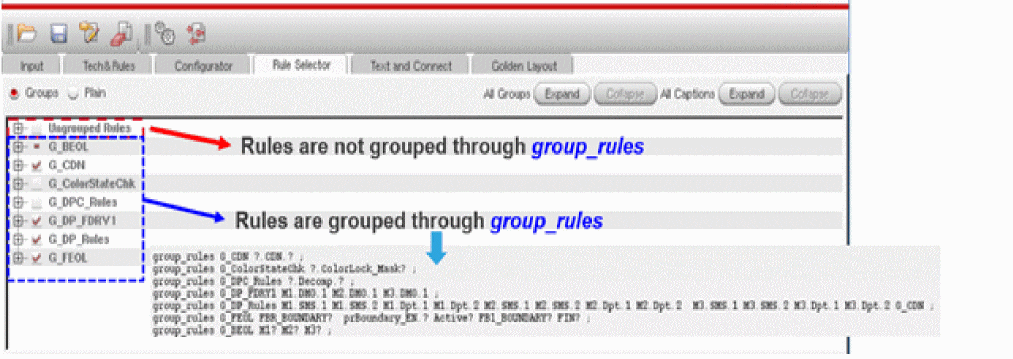 Input Tech&Rules Configurator Rule Selector Text and Connect Golden Layout
Groups Plain All Groups Expand Collapse All Captions Expand Collapse
Ungrouped Rules
G_BEOL
Rules are not grouped through group_rules
G_CDN
G_ColorStateChk
G_DPC_Rules
G_DP_FDRV1
Rules are grouped through group_rules
G_DP_Rules
G_FEOL
group_rules G_CDN ?.CDN.? ;
group_rules G_ColorStateChk ?.ColorLock_Mask? ;
group_rules G_DPC_Rules ?.Decomp.? ;
group_rules G_DP_FDRY1 M1.DMO.1 M2.DMO.1 M3.DMO.1 ;
group_rules G_DP_Rules M1.SMS.1 M1.SMS.2 M1.Dpt.1 M1.Dpt.2 M2.SMS.1 M2.SMS.2 M2.Dpt.1 M2.Dpt.2 M3.SMS.1 M3.SMS.2 M3.Dpt.1 M3.Dpt.2 G_CDN ;
group_rules G_FEOL FBR_BOUNDARY? prBoundary_EN.? Active? FB1_BOUNDARY? FIN? ;
group_rules G_BEOL M1? M2? M3? ;